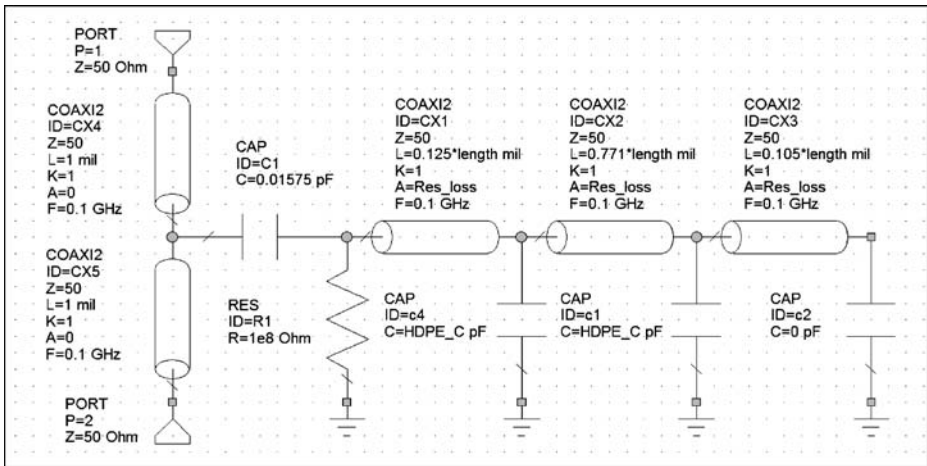 PORT
P=1
Z=50 Ohm
COAXI2
ID=CX4
Z=50
L=1 mil
K=1
A=0
F=0.1 GHz
CAP
ID=C1
C=0.01575 pF
COAXI2
ID=CX1
Z=50
L=0.125*length mil
K=1
A=Res_loss
F=0.1 GHz
COAXI2
ID=CX2
Z=50
L=0.771*length mil
K=1
A=Res_loss
F=0.1 GHz
COAXI2
ID=CX3
Z=50
L=0.105*length mil
K=1
A=Res_loss
F=0.1 GHz
COAXI2
ID=CX5
Z=50
L=1 mil
K=1
A=0
F=0.1 GHz
RES
ID=R1
R=1e8 Ohm
CAP
ID=c4
C=HDPE_C pF
CAP
ID=c1
C=HDPE_C pF
CAP
ID=c2
C=0 pF
PORT
P=2
Z=50 Ohm